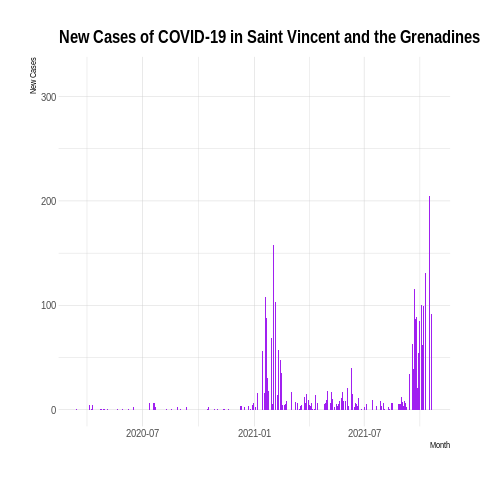 New Cases of COVID-19 in Saint Vincent and the Grenadines
New Cases
300
200
100
0
2020-07
2021-01
2021-07
Month